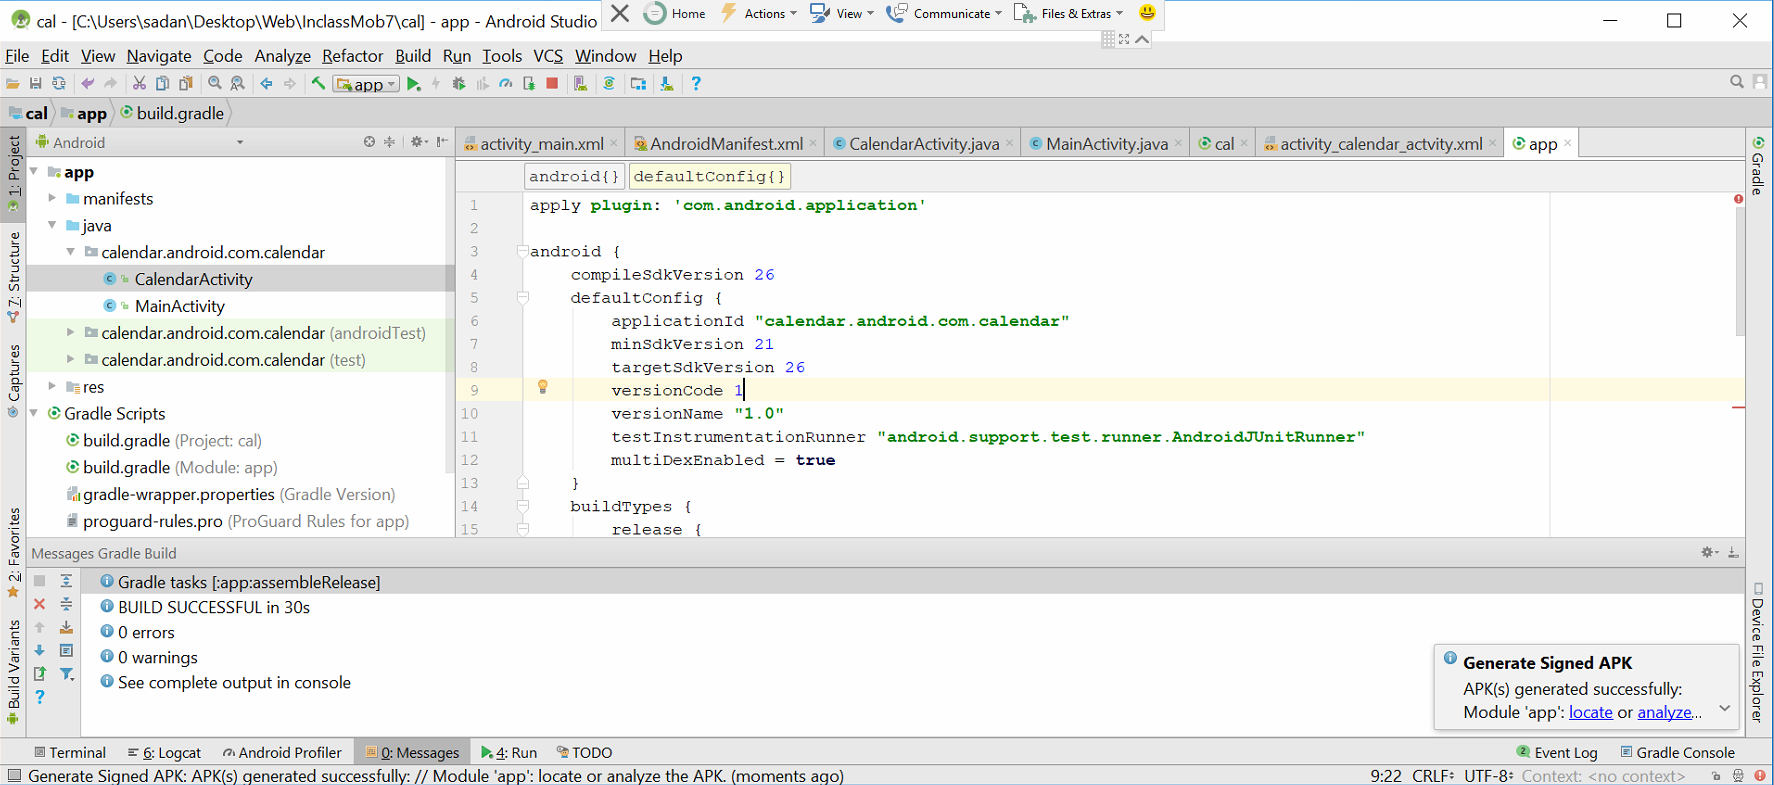 cal - [C:\Users\sadan\Desktop\Web\InclassMob7\cal] - app - Android Studio
Home Actions View Communicate Files & Extras
File Edit View Navigate Code Analyze Refactor Build Run Tools VCS Window Help
app
cal app build.gradle
Android
activity_main.xml AndroidManifest.xml CalendarActivity.java MainActivity.java cal activity_calendar_actvity.xml app
1: Project
7: Structure
Captures
2: Favorites
Build Variants
app
manifests
java
calendar.android.com.calendar
CalendarActivity
MainActivity
calendar.android.com.calendar (androidTest)
calendar.android.com.calendar (test)
res
Gradle Scripts
build.gradle (Project: cal)
build.gradle (Module: app)
gradle-wrapper.properties (Gradle Version)
proguard-rules.pro (ProGuard Rules for app)
android{} defaultConfig{}
1 apply plugin: 'com.android.application'
2
3 android {
4 compileSdkVersion 26
5 defaultConfig {
6 applicationId "calendar.android.com.calendar"
7 minSdkVersion 21
8 targetSdkVersion 26
9 versionCode 1
10 versionName "1.0"
11 testInstrumentationRunner "android.support.test.runner.AndroidJUnitRunner"
12 multiDexEnabled = true
13 }
14 buildTypes {
15 release {
Gradle
Device File Explorer
Messages Gradle Build
Gradle tasks [:app:assembleRelease]
BUILD SUCCESSFUL in 30s
0 errors
0 warnings
See complete output in console
Generate Signed APK
APK(s) generated successfully:
Module 'app': locate or analyze...
Terminal 6: Logcat Android Profiler 0: Messages 4: Run TODO 2 Event Log Gradle Console
Generate Signed APK: APK(s) generated successfully: // Module 'app': locate or analyze the APK. (moments ago) 9:22 CRLF UTF-8 Context: <no context>